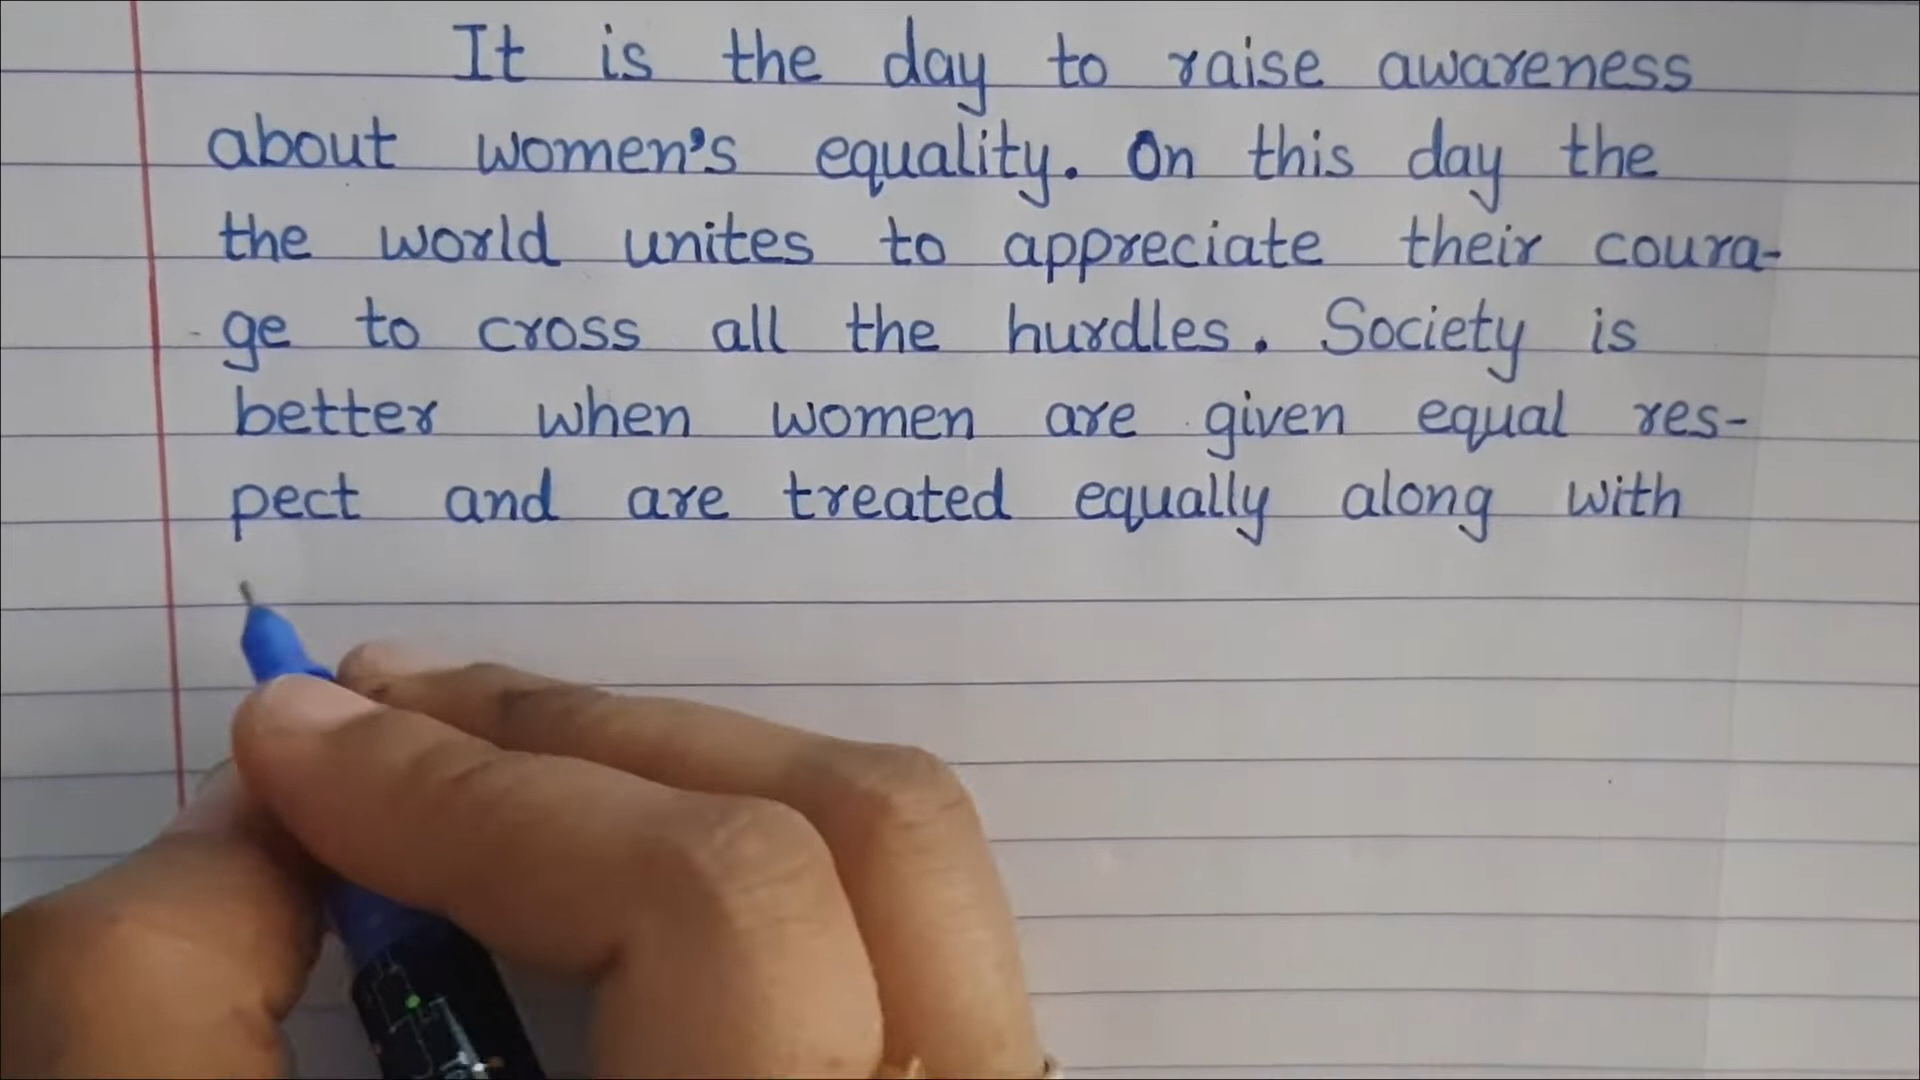 It is the day to raise awareness
about women's equality. On this day the
the world unites to appreciate their coura-
ge to cross all the hurdles. Society is
better when women are given equal res-
pect and are treated equally along with